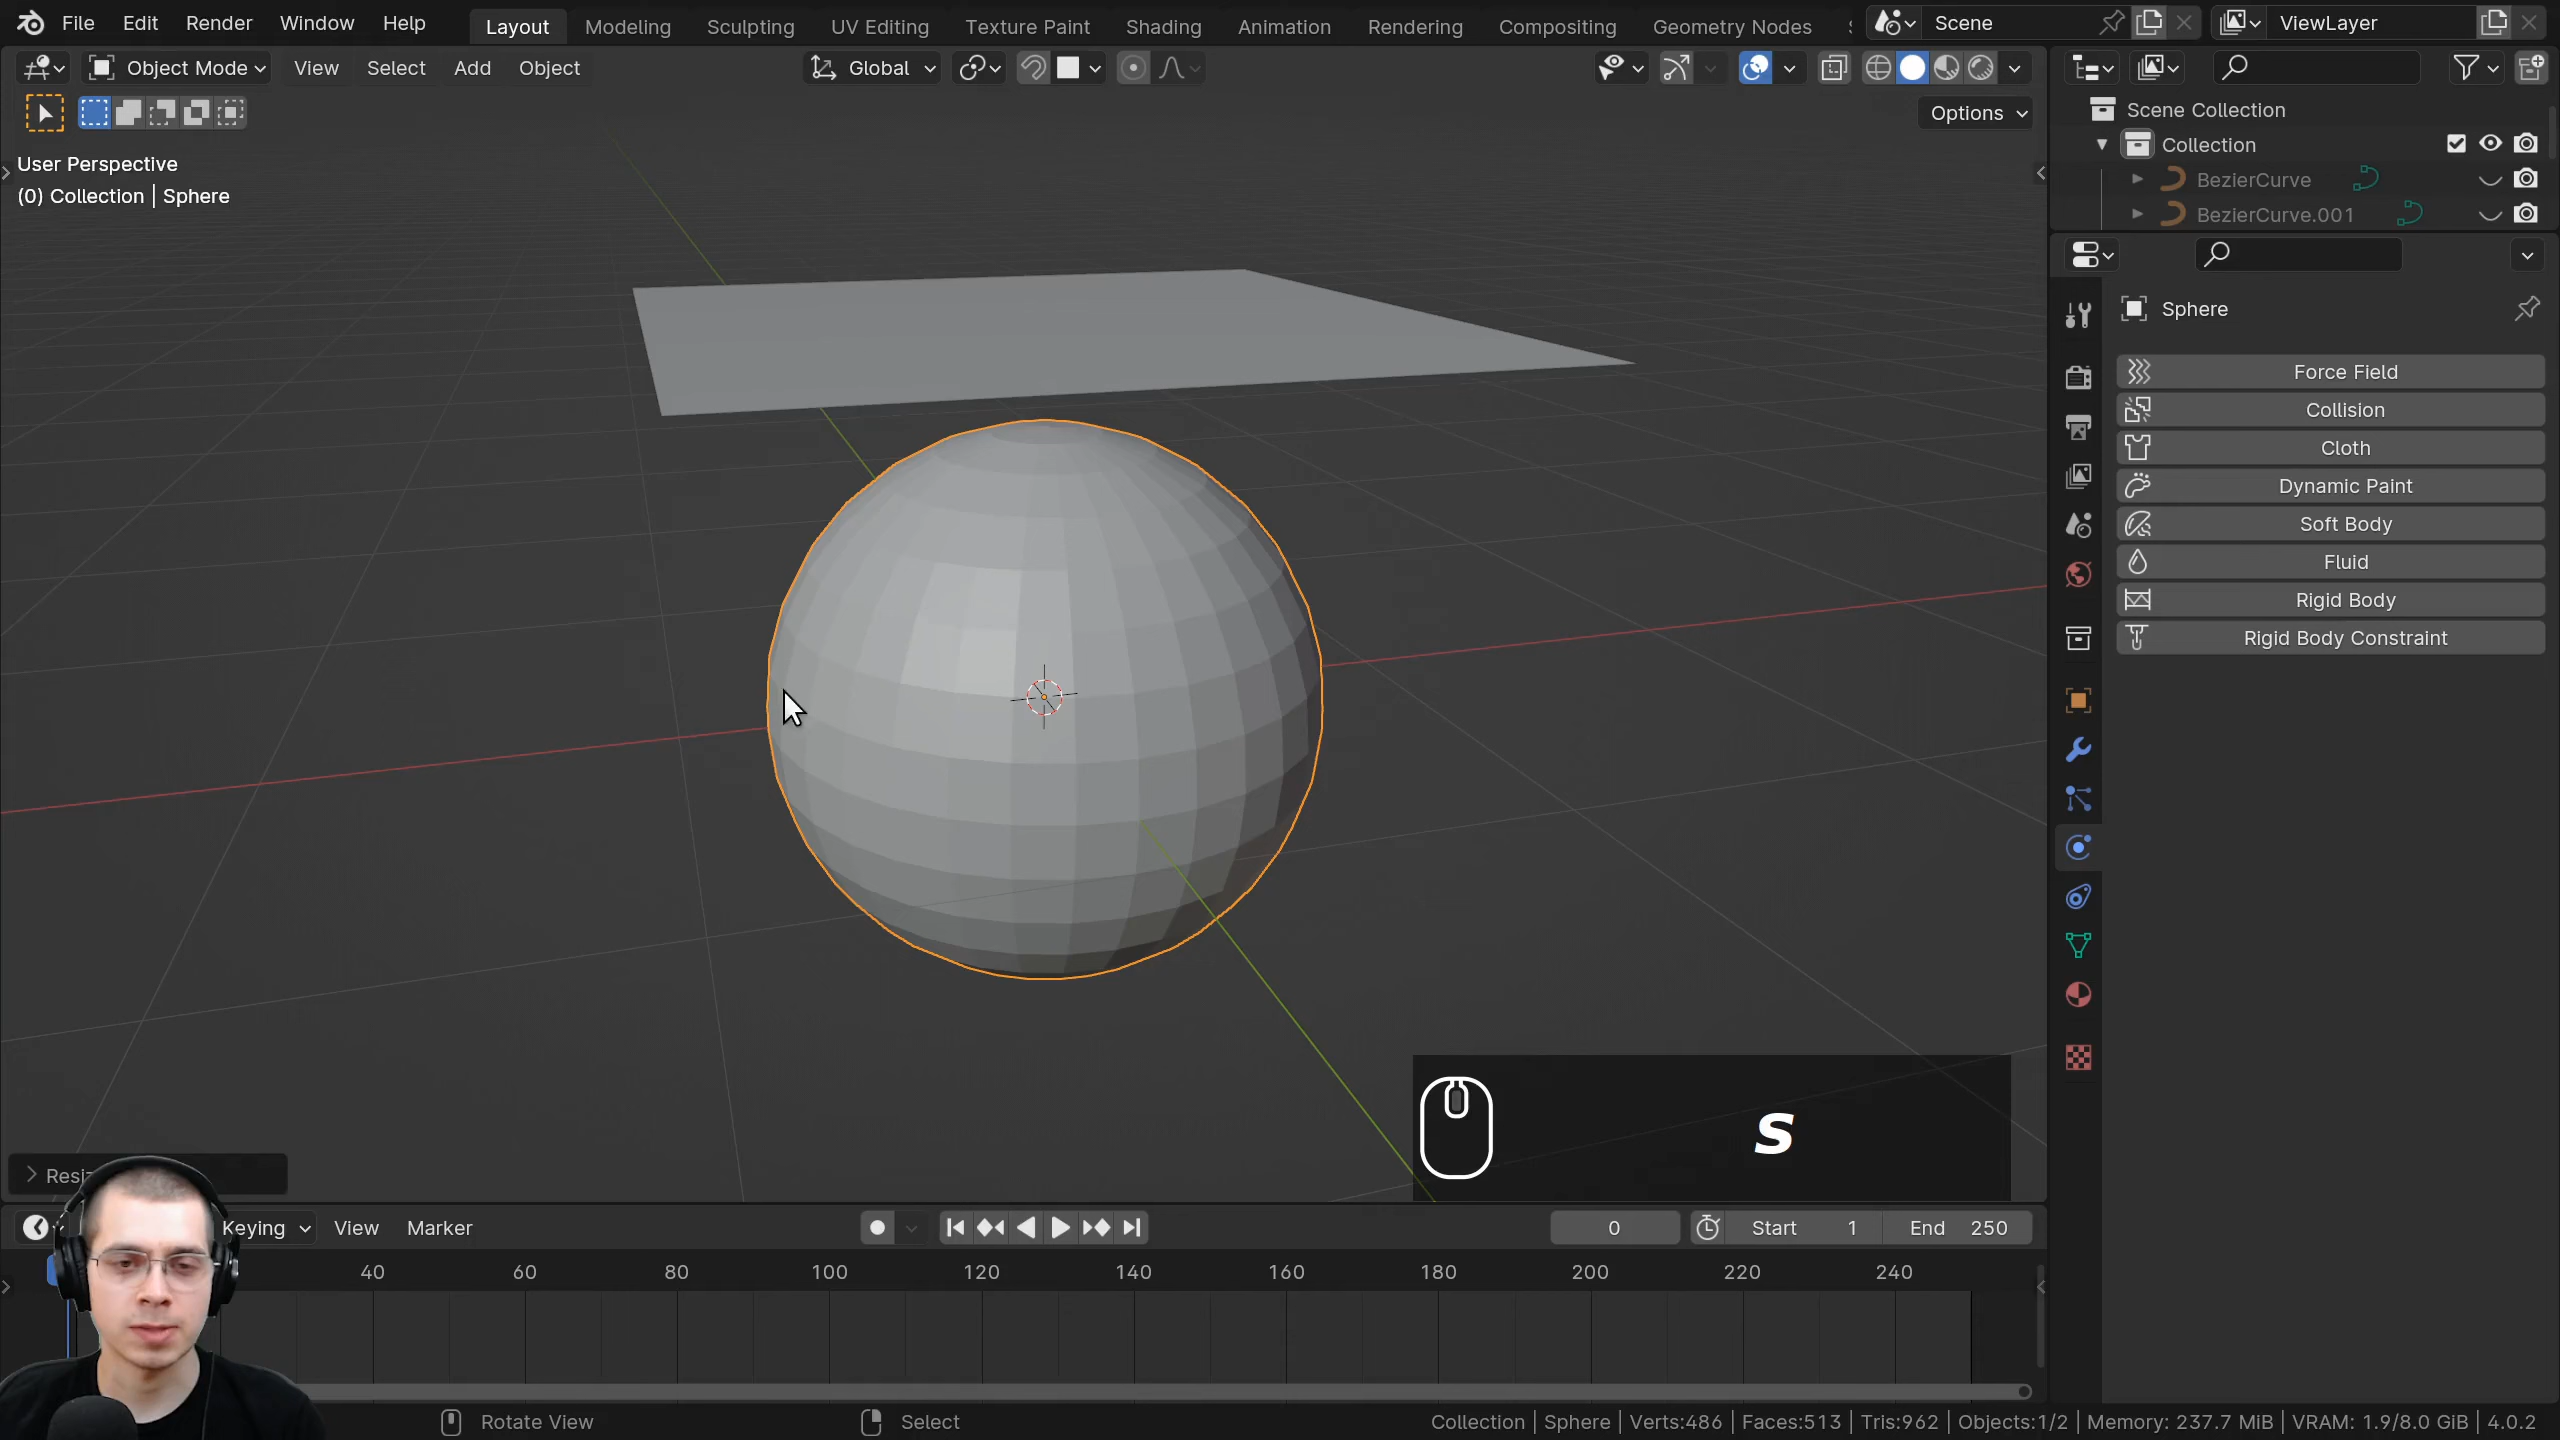 File Edit Render Window Help Layout Modeling Sculpting UV Editing Texture Paint Shading Animation Rendering Compositing Geometry Nodes Scene ViewLayer
Object Mode View Select Add Object Global
Options
User Perspective
(0) Collection | Sphere
Scene Collection
Collection
BezierCurve
BezierCurve.001
Sphere
Force Field
Collision
Cloth
Dynamic Paint
Soft Body
Fluid
Rigid Body
Rigid Body Constraint
S
Keying View Marker 0 Start 1 End 250
40 60 80 100 120 140 160 180 200 220 240
Rotate View Select Collection | Sphere | Verts:486 | Faces:513 | Tris:962 | Objects:1/2 | Memory: 237.7 MiB | VRAM: 1.9/8.0 GiB | 4.0.2